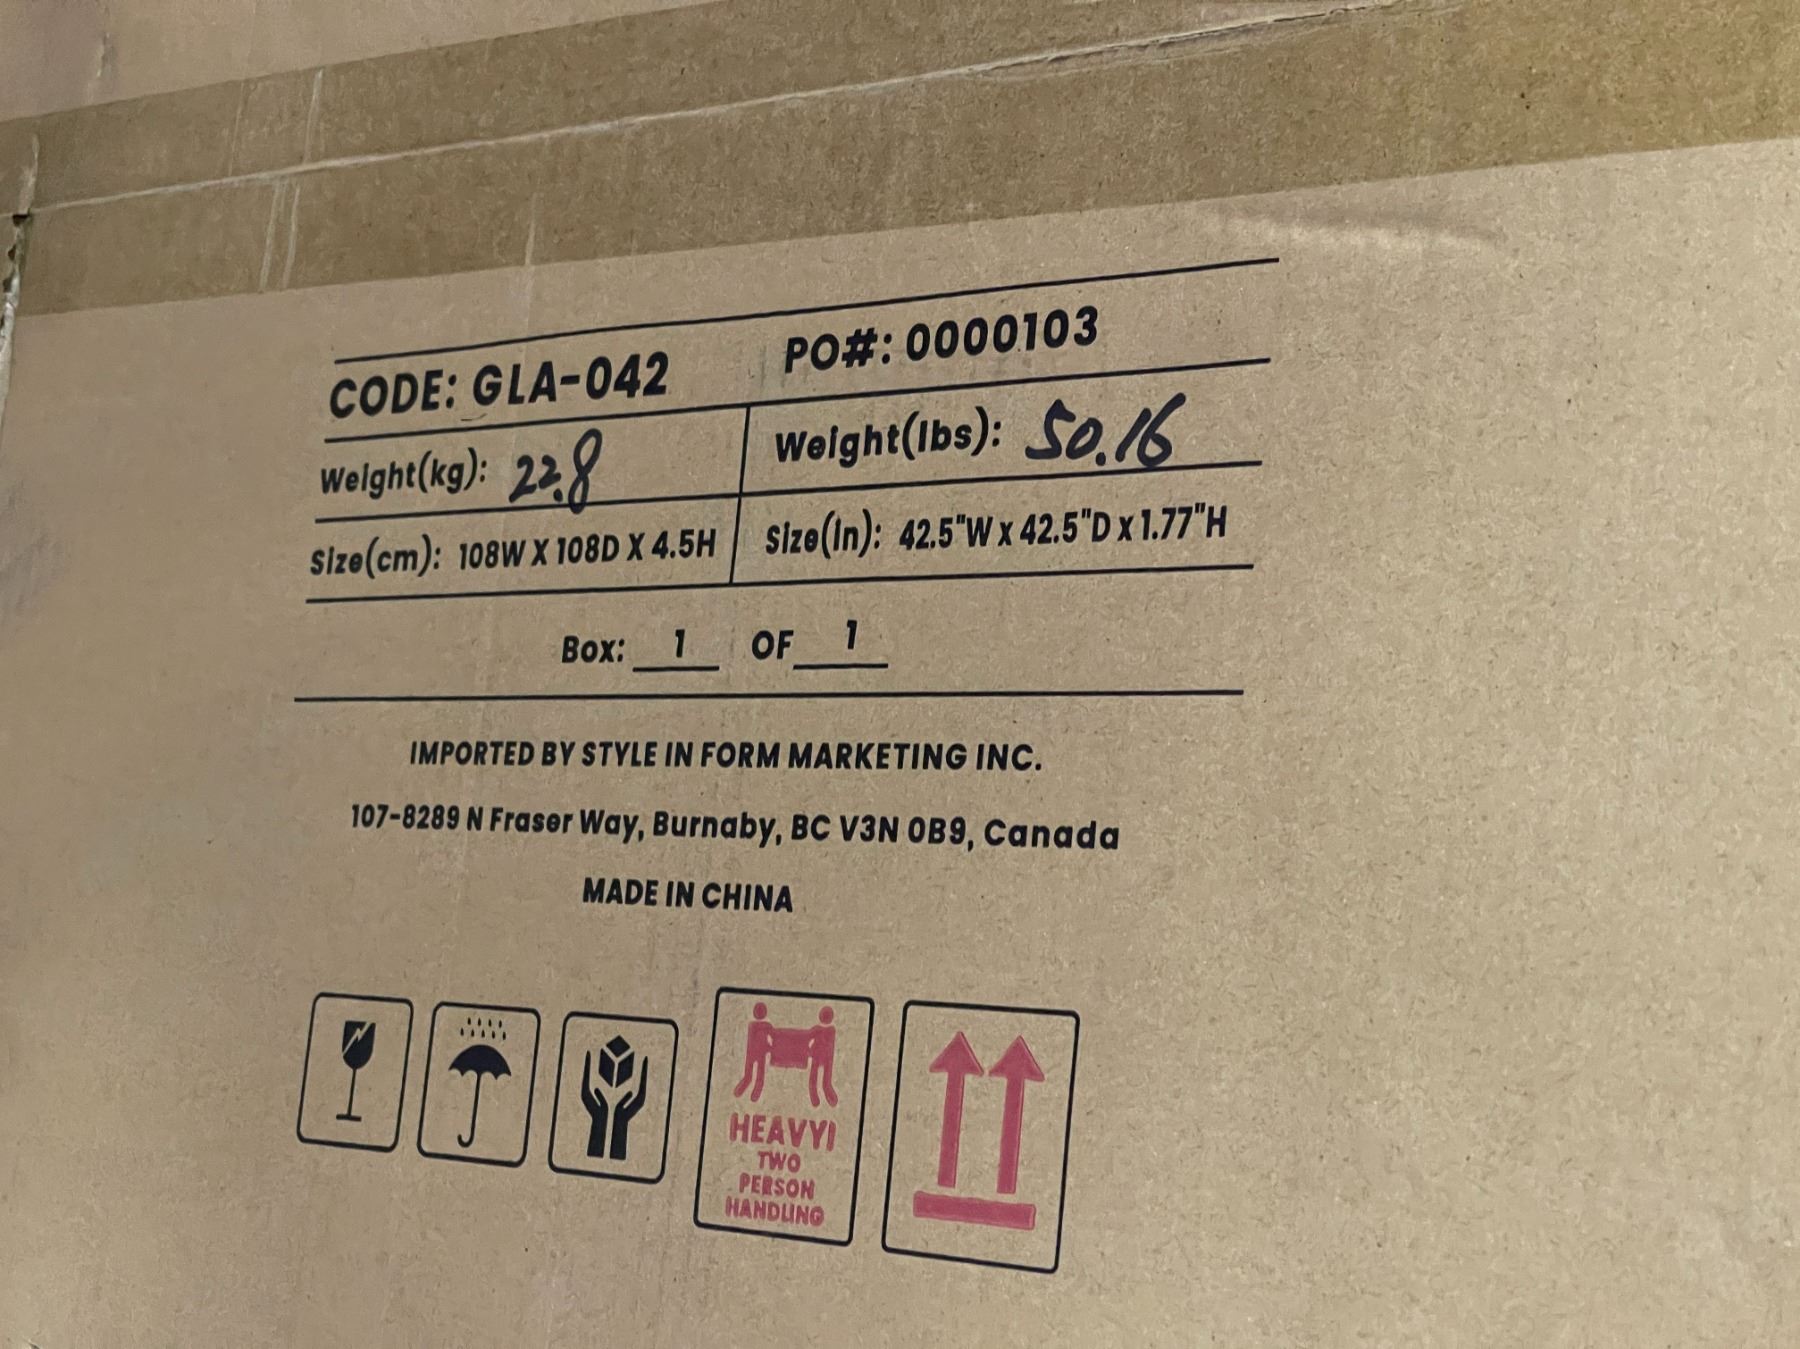 CODE: GLA-042 PO#: 0000103
Weight(kg): 22.8 Weight(lbs): 50.16
Size(cm): 108W X 108D X 4.5H Size(in): 42.5"W x 42.5"D x 1.77"H
Box: 1 OF 1
IMPORTED BY STYLE IN FORM MARKETING INC.
107-8289 N Fraser Way, Burnaby, BC V3N 0B9, Canada
MADE IN CHINA
HEAVY!
TWO
PERSON
HANDLING